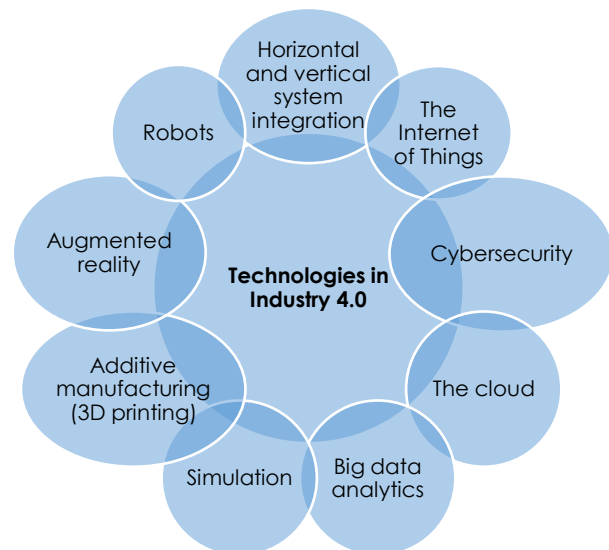 Horizontal
and vertical
system
integration
The
Internet
of Things
Robots
Augmented
reality
Technologies in
Industry 4.0
Cybersecurity
Additive
manufacturing
(3D printing)
The cloud
Simulation
Big data
analytics